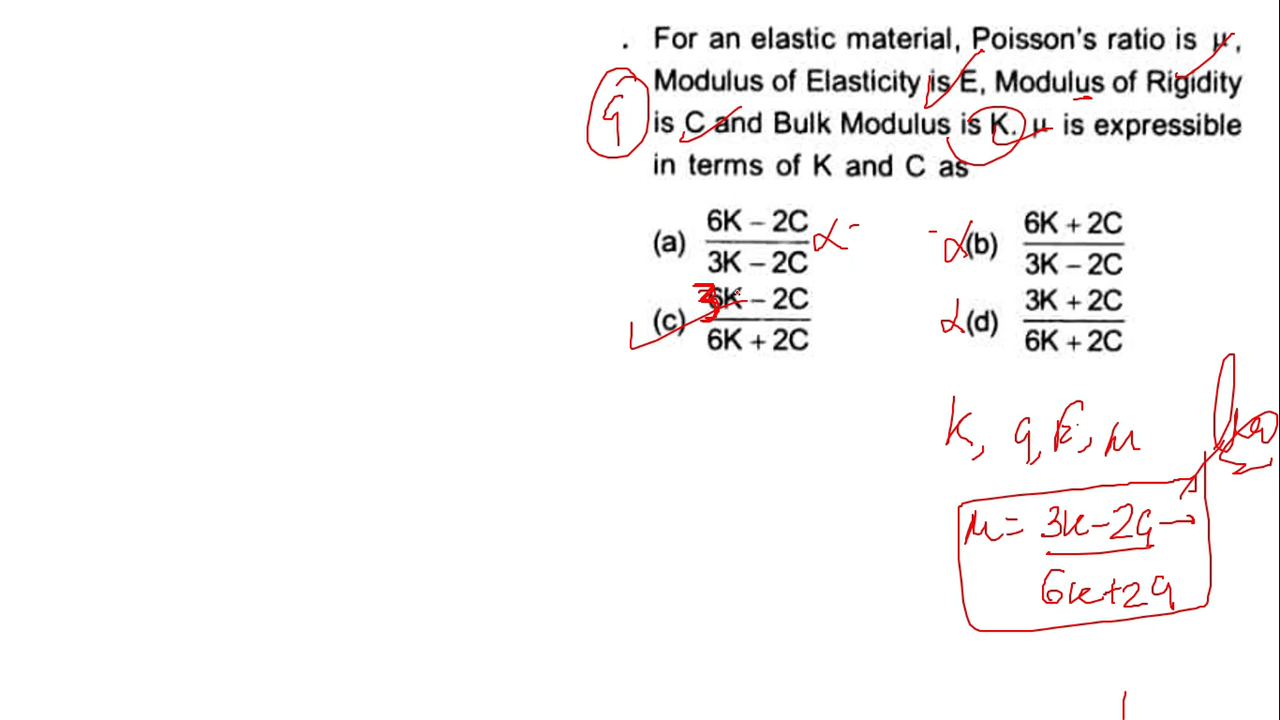 . For an elastic material, Poisson's ratio is μ,
Modulus of Elasticity is E, Modulus of Rigidity
G
is C and Bulk Modulus is K. μ is expressible
in terms of K and C as
(a) 6K – 2C / 3K – 2C
(b) 6K + 2C / 3K – 2C
(c) 3K – 2C / 6K + 2C
(d) 3K + 2C / 6K + 2C
K, G, E, μ
μ = 3K – 2G
6K + 2G